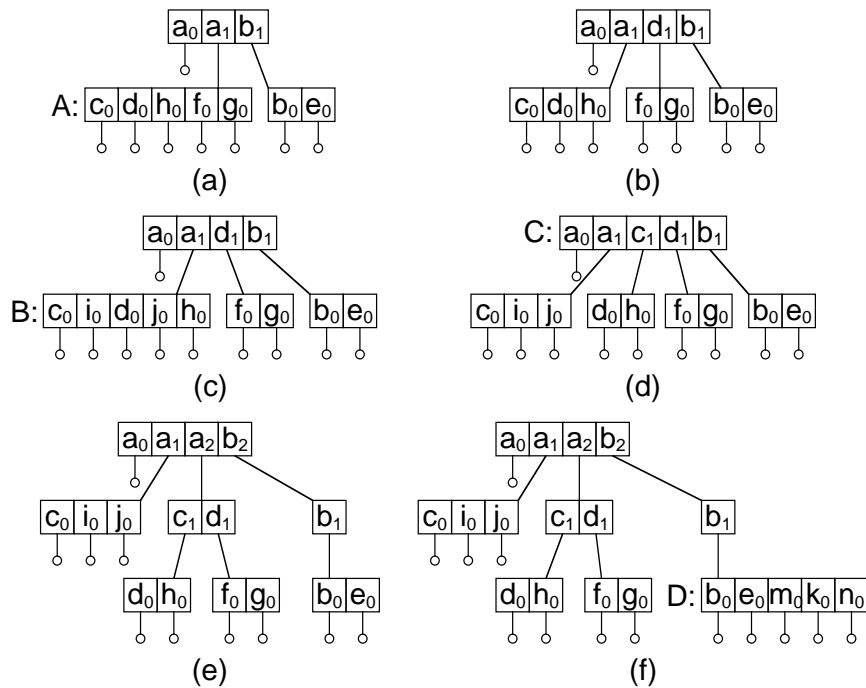 a₀ a₁ b₁
a₀ a₁ d₁ b₁
A: c₀ d₀ h₀ f₀ g₀ b₀ e₀
c₀ d₀ h₀ f₀ g₀ b₀ e₀
(a)
(b)
a₀ a₁ d₁ b₁
C: a₀ a₁ c₁ d₁ b₁
B: c₀ i₀ d₀ j₀ h₀ f₀ g₀ b₀ e₀
c₀ i₀ j₀ d₀ h₀ f₀ g₀ b₀ e₀
(c)
(d)
a₀ a₁ a₂ b₂
a₀ a₁ a₂ b₂
c₀ i₀ j₀ c₁ d₁ b₁
c₀ i₀ j₀ c₁ d₁ b₁
d₀ h₀ f₀ g₀ b₀ e₀
d₀ h₀ f₀ g₀ D: b₀ e₀ m₀ k₀ n₀
(e)
(f)